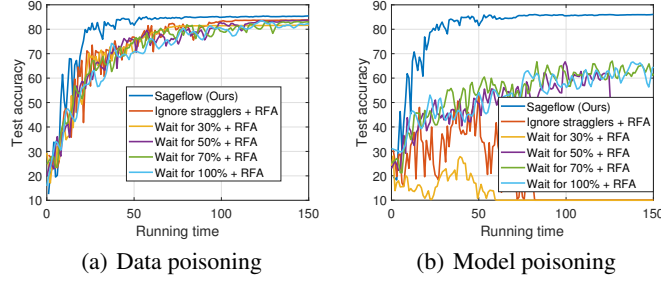 90
80
70
60
50
40
30
20
10
Test accuracy
Sageflow (Ours)
Ignore stragglers + RFA
Wait for 30% + RFA
Wait for 50% + RFA
Wait for 70% + RFA
Wait for 100% + RFA
0 50 100 150
Running time
(a) Data poisoning
90
80
70
60
50
40
30
20
10
Test accuracy
Sageflow (Ours)
Ignore stragglers + RFA
Wait for 30% + RFA
Wait for 50% + RFA
Wait for 70% + RFA
Wait for 100% + RFA
0 50 100 150
Running time
(b) Model poisoning